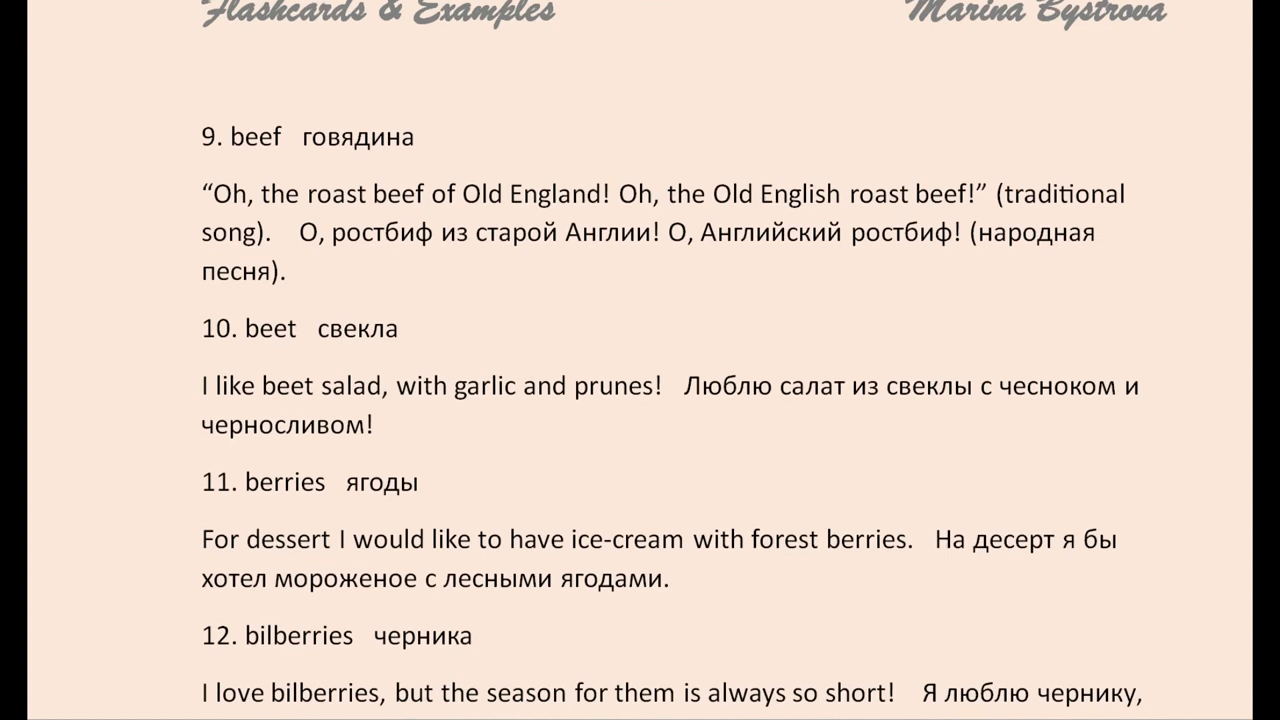 Flashcards & Examples Marina Bystrova
9. beef говядина
“Oh, the roast beef of Old England! Oh, the Old English roast beef!” (traditional
song). О, ростбиф из старой Англии! О, Английский ростбиф! (народная
песня).
10. beet свекла
I like beet salad, with garlic and prunes! Люблю салат из свеклы с чесноком и
черносливом!
11. berries ягоды
For dessert I would like to have ice-cream with forest berries. На десерт я бы
хотел мороженое с лесными ягодами.
12. bilberries черника
I love bilberries, but the season for them is always so short! Я люблю чернику,